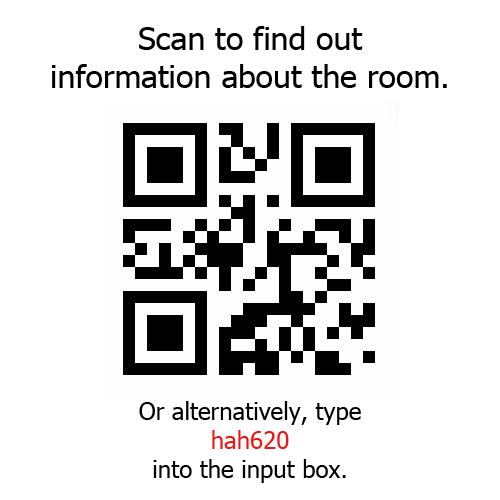 Scan to find out
information about the room.
Or alternatively, type
hah620
into the input box.